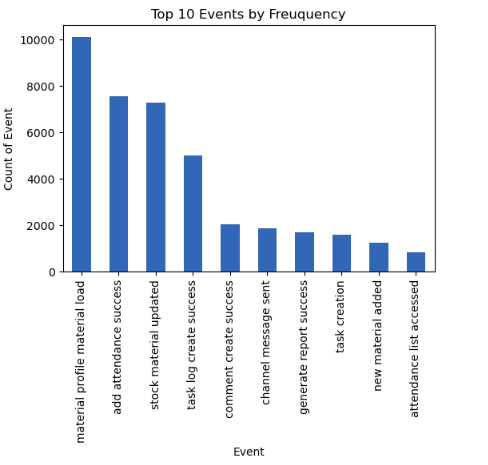 Top 10 Events by Freuquency
Count of Event
10000
8000
6000
4000
2000
0
material profile material load
add attendance success
stock material updated
task log create success
comment create success
channel message sent
generate report success
task creation
new material added
attendance list accessed
Event